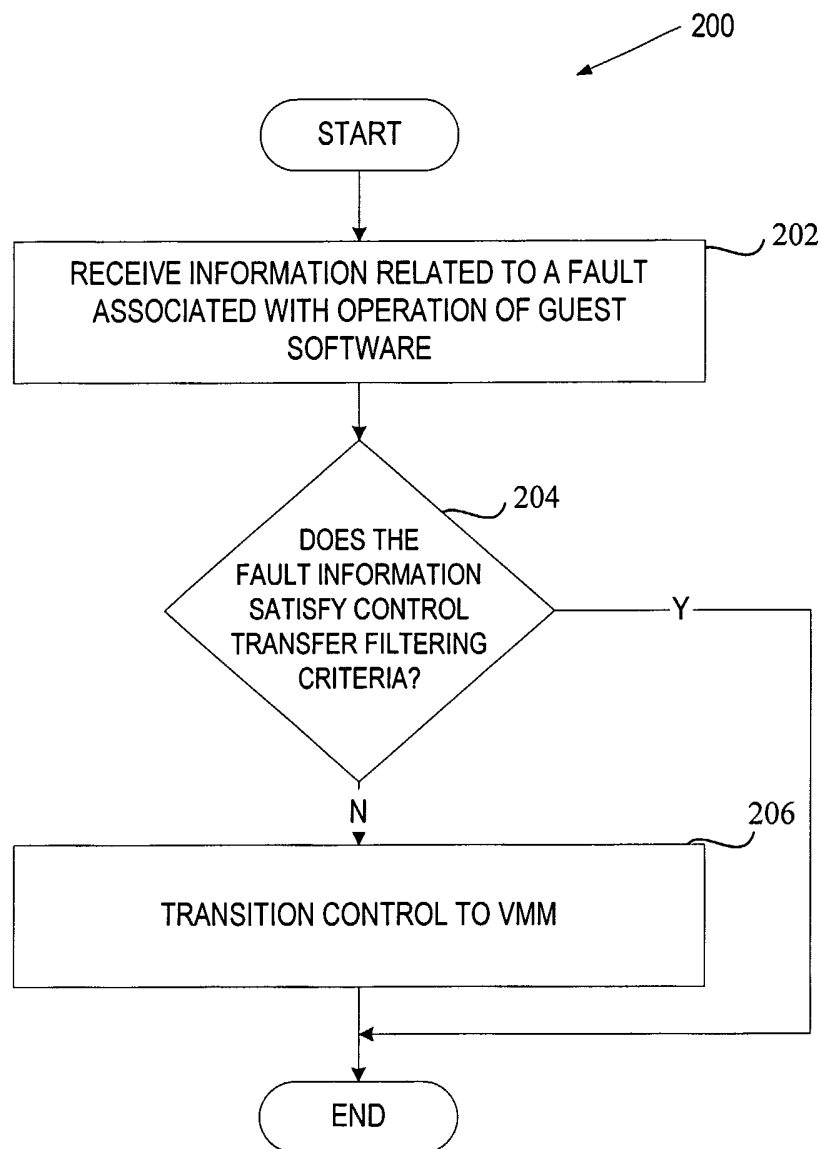 200
START
202
RECEIVE INFORMATION RELATED TO A FAULT
ASSOCIATED WITH OPERATION OF GUEST
SOFTWARE
204
DOES THE
FAULT INFORMATION
SATISFY CONTROL
TRANSFER FILTERING
CRITERIA?
Y
N
206
TRANSITION CONTROL TO VMM
END